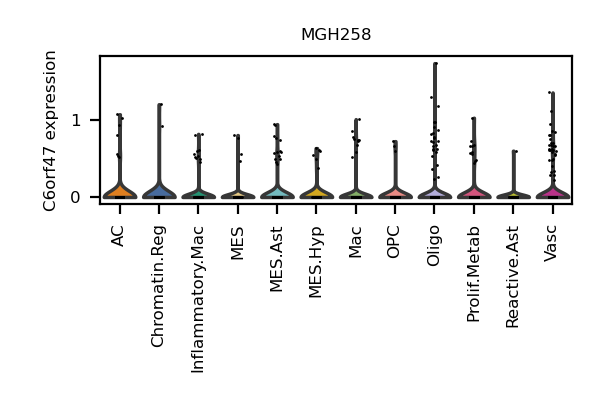 MGH258
C6orf47 expression
1
0
AC
Chromatin.Reg
Inflammatory.Mac
MES
MES.Ast
MES.Hyp
Mac
OPC
Oligo
Prolif.Metab
Reactive.Ast
Vasc